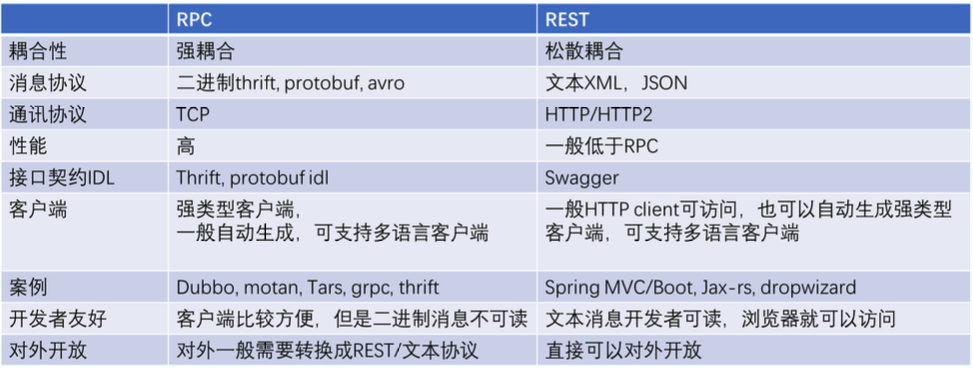 RPC REST
耦合性 强耦合 松散耦合
消息协议 二进制thrift, protobuf, avro 文本XML，JSON
通讯协议 TCP HTTP/HTTP2
性能 高 一般低于RPC
接口契约IDL Thrift, protobuf idl Swagger
客户端 强类型客户端， 一般HTTP client可访问，也可以自动生成强类型
一般自动生成，可支持多语言客户端 客户端，可支持多语言客户端
案例 Dubbo, motan, Tars, grpc, thrift Spring MVC/Boot, Jax-rs, dropwizard
开发者友好 客户端比较方便，但是二进制消息不可读 文本消息开发者可读，浏览器就可以访问
对外开放 对外一般需要转换成REST/文本协议 直接可以对外开放